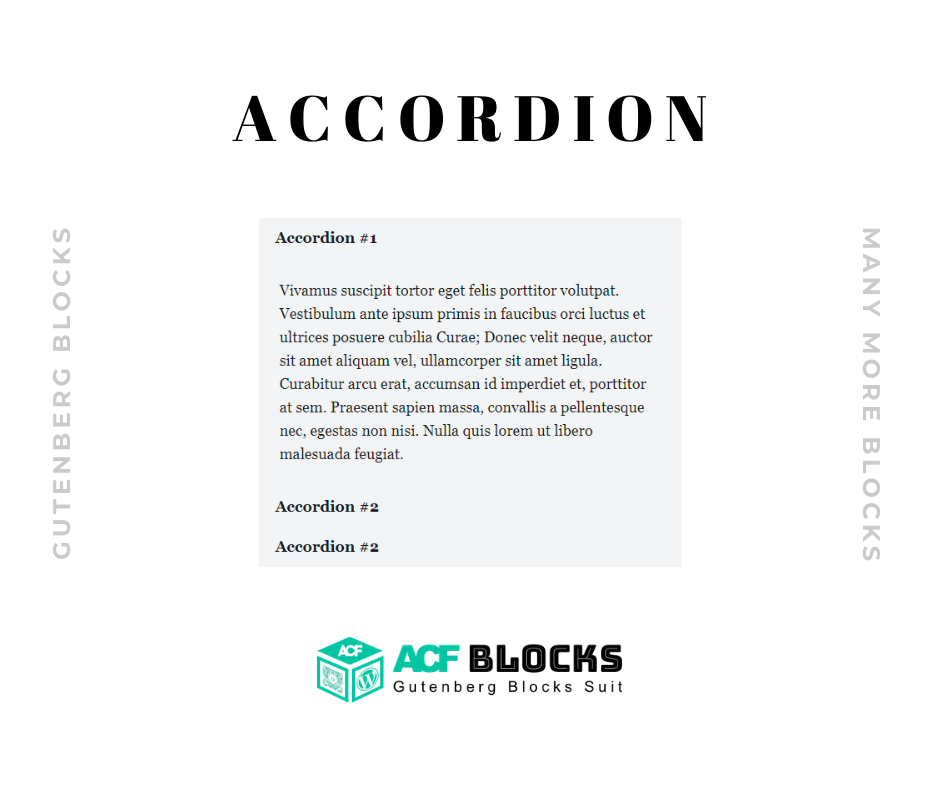 ACCORDION
GUTENBERG BLOCKS
Accordion #1
Vivamus suscipit tortor eget felis porttitor volutpat.
Vestibulum ante ipsum primis in faucibus orci luctus et
ultrices posuere cubilia Curae; Donec velit neque, auctor
sit amet aliquam vel, ullamcorper sit amet ligula.
Curabitur arcu erat, accumsan id imperdiet et, porttitor
at sem. Praesent sapien massa, convallis a pellentesque
nec, egestas non nisi. Nulla quis lorem ut libero
malesuada feugiat.
Accordion #2
Accordion #2
MANY MORE BLOCKS
ACF
W
ACF BLOCKS
Gutenberg Blocks Suit